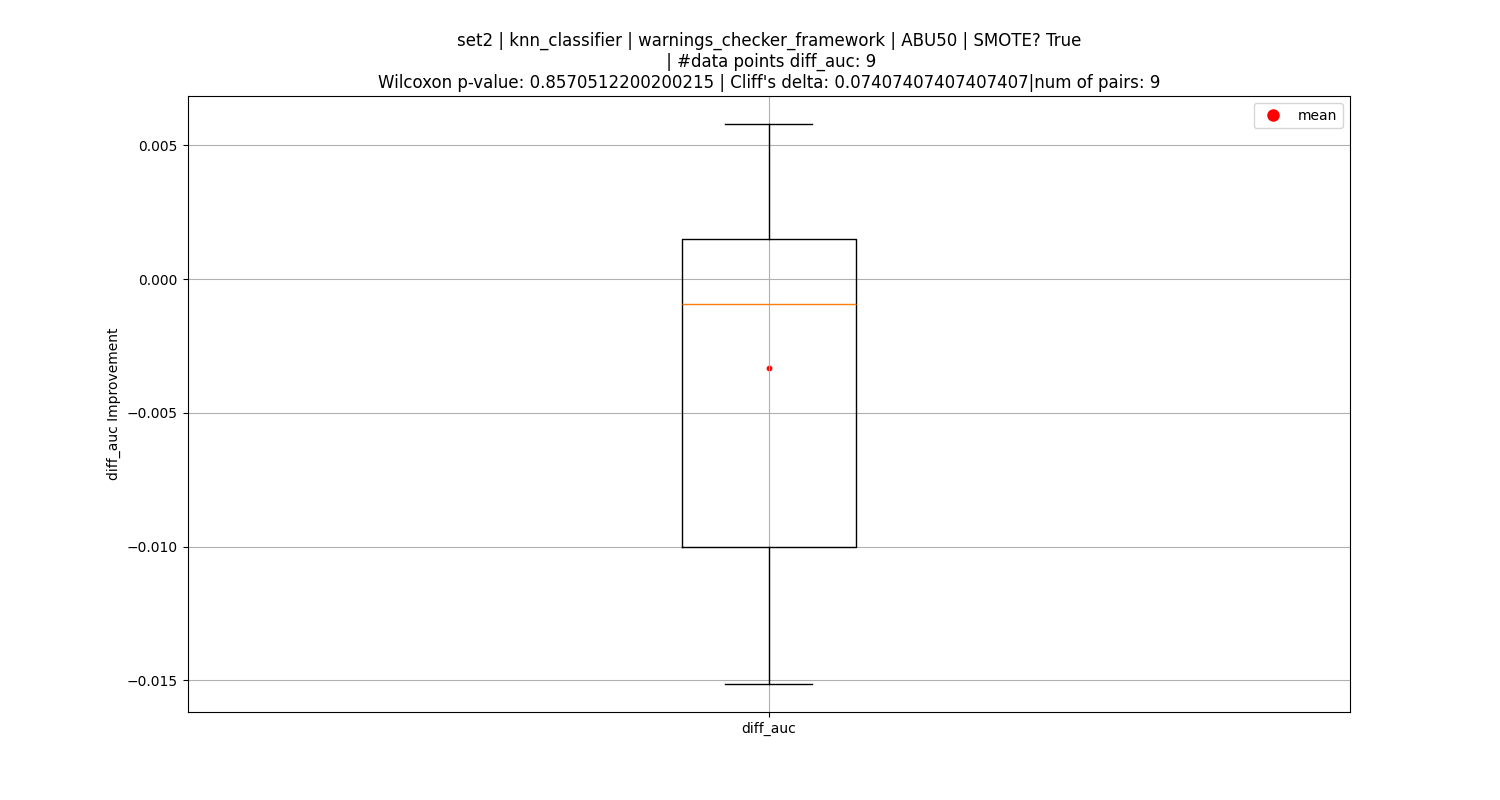 set2 | knn_classifier | warnings_checker_framework | ABU50 | SMOTE? True
| #data points diff_auc: 9
Wilcoxon p-value: 0.8570512200200215 | Cliff's delta: 0.07407407407407407|num of pairs: 9
mean
0.005
0.000
−0.005
−0.010
−0.015
diff_auc Improvement
diff_auc